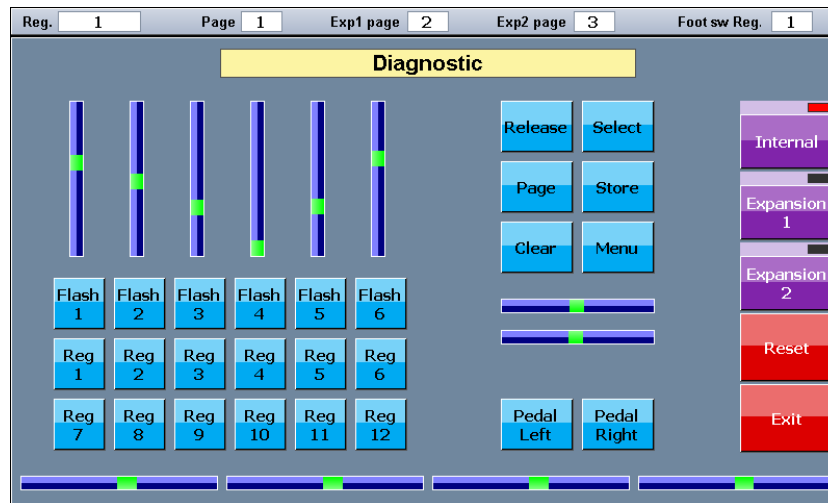 Reg. 1 Page 1 Exp1 page 2 Exp2 page 3 Foot sw Reg. 1
Diagnostic
Release Select
Internal
Page Store
Expansion
1
Clear Menu
Expansion
2
Flash Flash Flash Flash Flash Flash
1 2 3 4 5 6
Reset
Reg Reg Reg Reg Reg Reg
1 2 3 4 5 6
Reg Reg Reg Reg Reg Reg
7 8 9 10 11 12
Pedal Pedal
Left Right
Exit